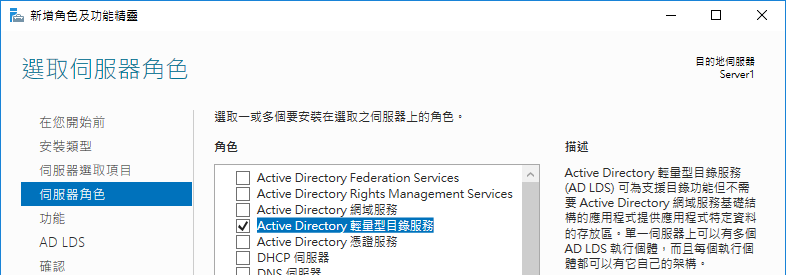 新增角色及功能精靈
選取伺服器角色
目的地伺服器
Server1
在您開始前
安裝類型
伺服器選取項目
伺服器角色
功能
AD LDS
確認
選取一或多個要安裝在選取之伺服器上的角色。
角色
Active Directory Federation Services
Active Directory Rights Management Services
Active Directory 網域服務
Active Directory 輕量型目錄服務
Active Directory 憑證服務
DHCP 伺服器
DNS 伺服器
描述
Active Directory 輕量型目錄服務
(AD LDS) 可為支援目錄功能但不需
要 Active Directory 網域服務基礎結
構的應用程式提供應用程式特定資料
的存放區。單一伺服器上可以有多個
AD LDS 執行個體，而且每個執行個
體都可以有它自己的架構。